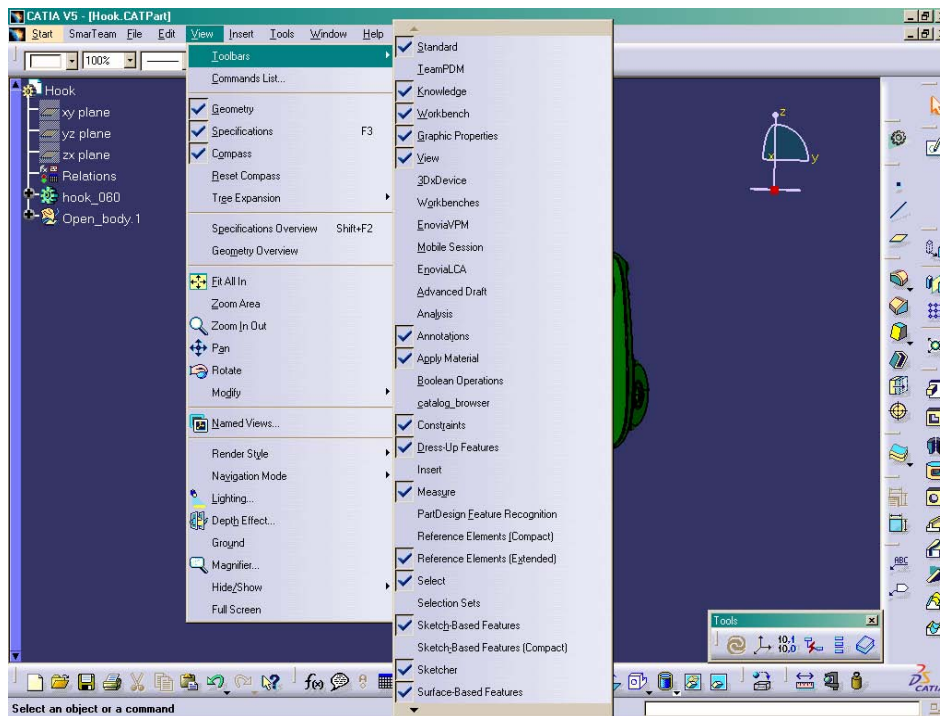 CATIA V5 - [Hook.CATPart]
Start SmarTeam File Edit View Insert Tools Window Help
100%
Hook
xy plane
yz plane
zx plane
Relations
hook_060
Open_body.1
Toolbars
Commands List...
Geometry
Specifications F3
Compass
Reset Compass
Tree Expansion
Specifications Overview Shift+F2
Geometry Overview
Fit All In
Zoom Area
Zoom In Out
Pan
Rotate
Modify
Named Views...
Render Style
Navigation Mode
Lighting...
Depth Effect...
Ground
Magnifier...
Hide/Show
Full Screen
Standard
TeamPDM
Knowledge
Workbench
Graphic Properties
View
3DxDevice
Workbenches
EnoviaVPM
Mobile Session
EnoviaLCA
Advanced Draft
Analysis
Annotations
Apply Material
Boolean Operations
catalog_browser
Constraints
Dress-Up Features
Insert
Measure
PartDesign Feature Recognition
Reference Elements (Compact)
Reference Elements (Extended)
Select
Selection Sets
Sketch-Based Features
Sketch-Based Features (Compact)
Sketcher
Surface-Based Features
z
x
y
ABC
Tools
10,1
10,0
f(x)
CATIA
Select an object or a command